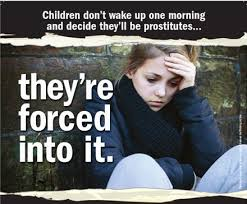 Children don't wake up one morning
and decide they'll be prostitutes...
they're
forced
into it.